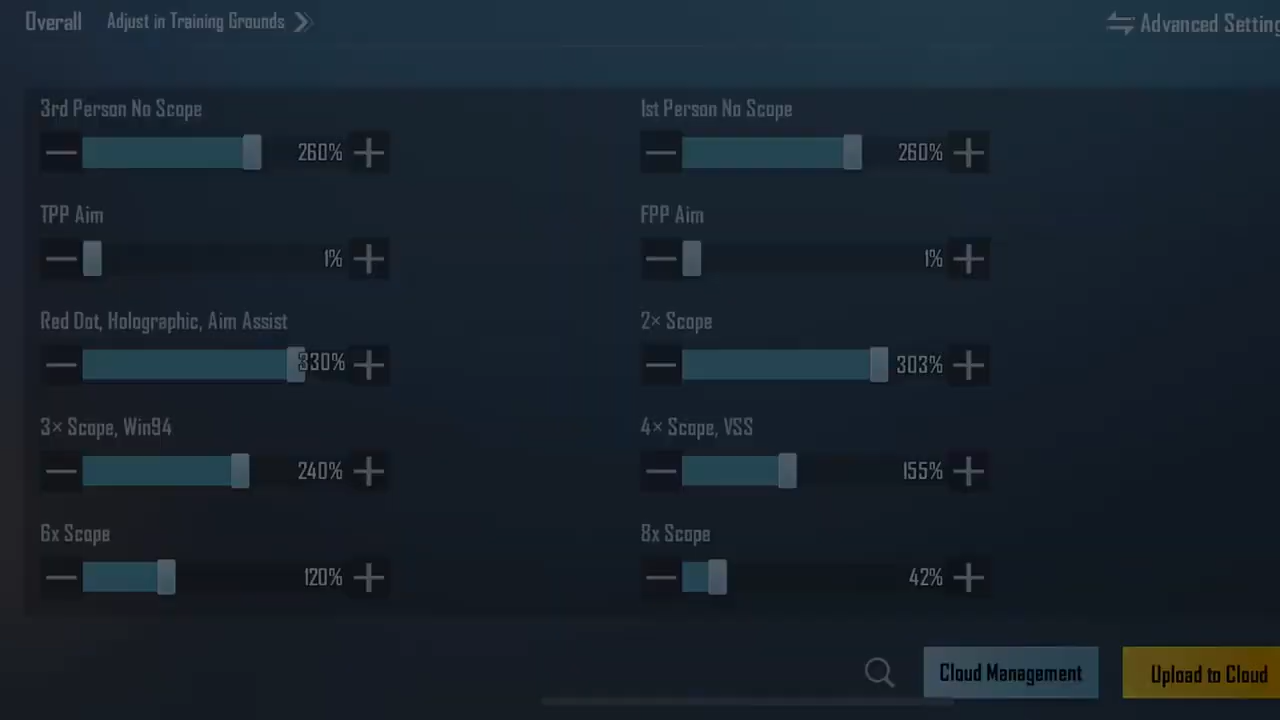 Overall
Adjust in Training Grounds
Advanced Setting
3rd Person No Scope
260%
1st Person No Scope
260%
TPP Aim
1%
FPP Aim
1%
Red Dot, Holographic, Aim Assist
330%
2× Scope
303%
3× Scope, Win94
240%
4× Scope, VSS
155%
6x Scope
120%
8x Scope
42%
Cloud Management
Upload to Cloud